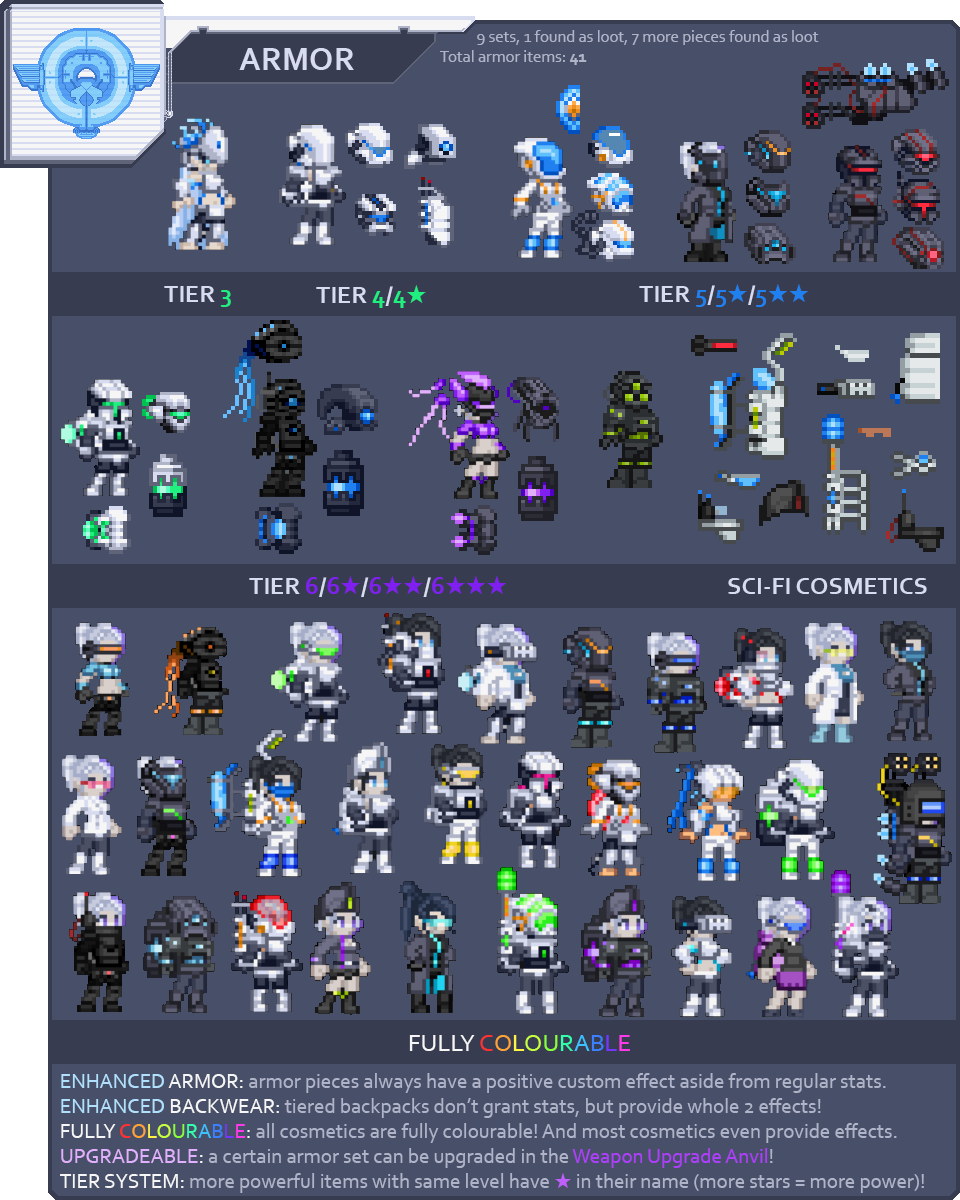 ARMOR
9 sets, 1 found as loot, 7 more pieces found as loot
Total armor items: 41
TIER 3
TIER 4/4★
TIER 5/5★/5★★
TIER 6/6★/6★★/6★★★
SCI-FI COSMETICS
FULLY COLOURABLE
ENHANCED ARMOR: armor pieces always have a positive custom effect aside from regular stats.
ENHANCED BACKWEAR: tiered backpacks don't grant stats, but provide whole 2 effects!
FULLY COLOURABLE: all cosmetics are fully colourable! And most cosmetics even provide effects.
UPGRADEABLE: a certain armor set can be upgraded in the Weapon Upgrade Anvil!
TIER SYSTEM: more powerful items with same level have ★ in their name (more stars = more power)!